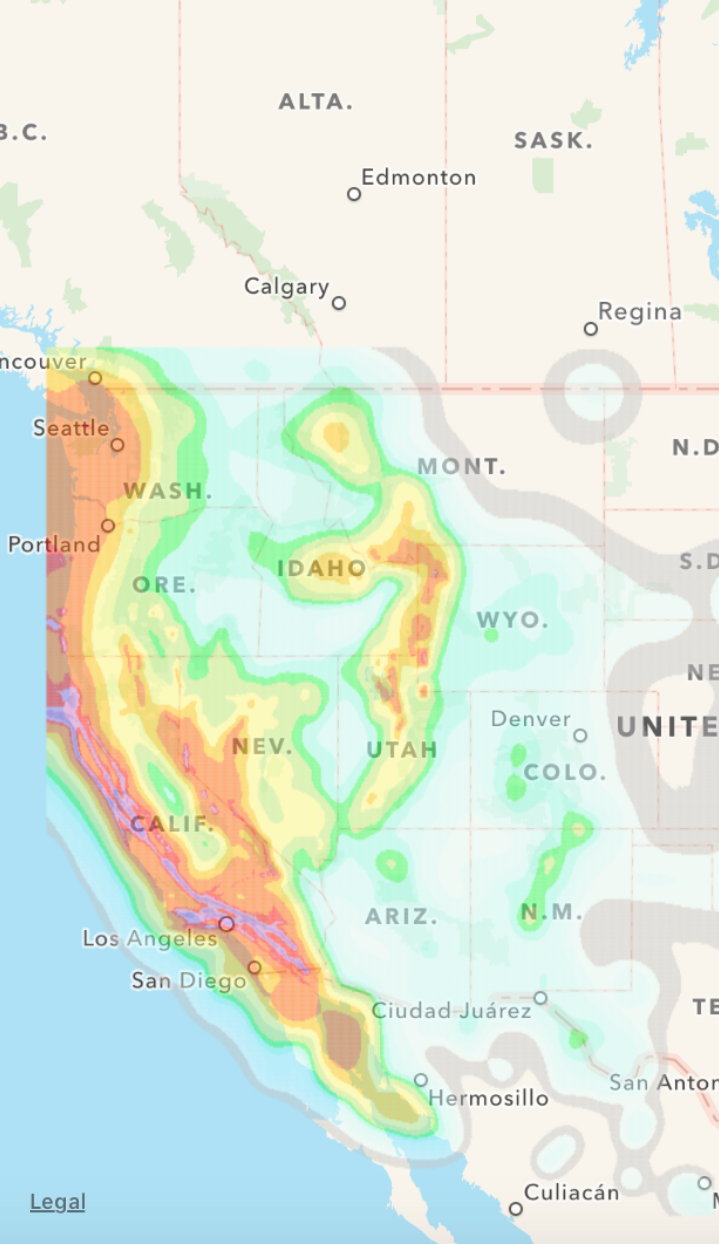 ALTA.
B.C.
SASK.
Edmonton
Calgary
Regina
ncouver
Seattle
MONT.
N.D
WASH.
Portland
IDAHO
S.D
ORE.
WYO.
NE
Denver
UNITE
NEV.
UTAH
COLO.
CALIF.
ARIZ.
N.M.
Los Angeles
San Diego
Ciudad Juárez
TE
San Anton
Hermosillo
Culiacán
Legal